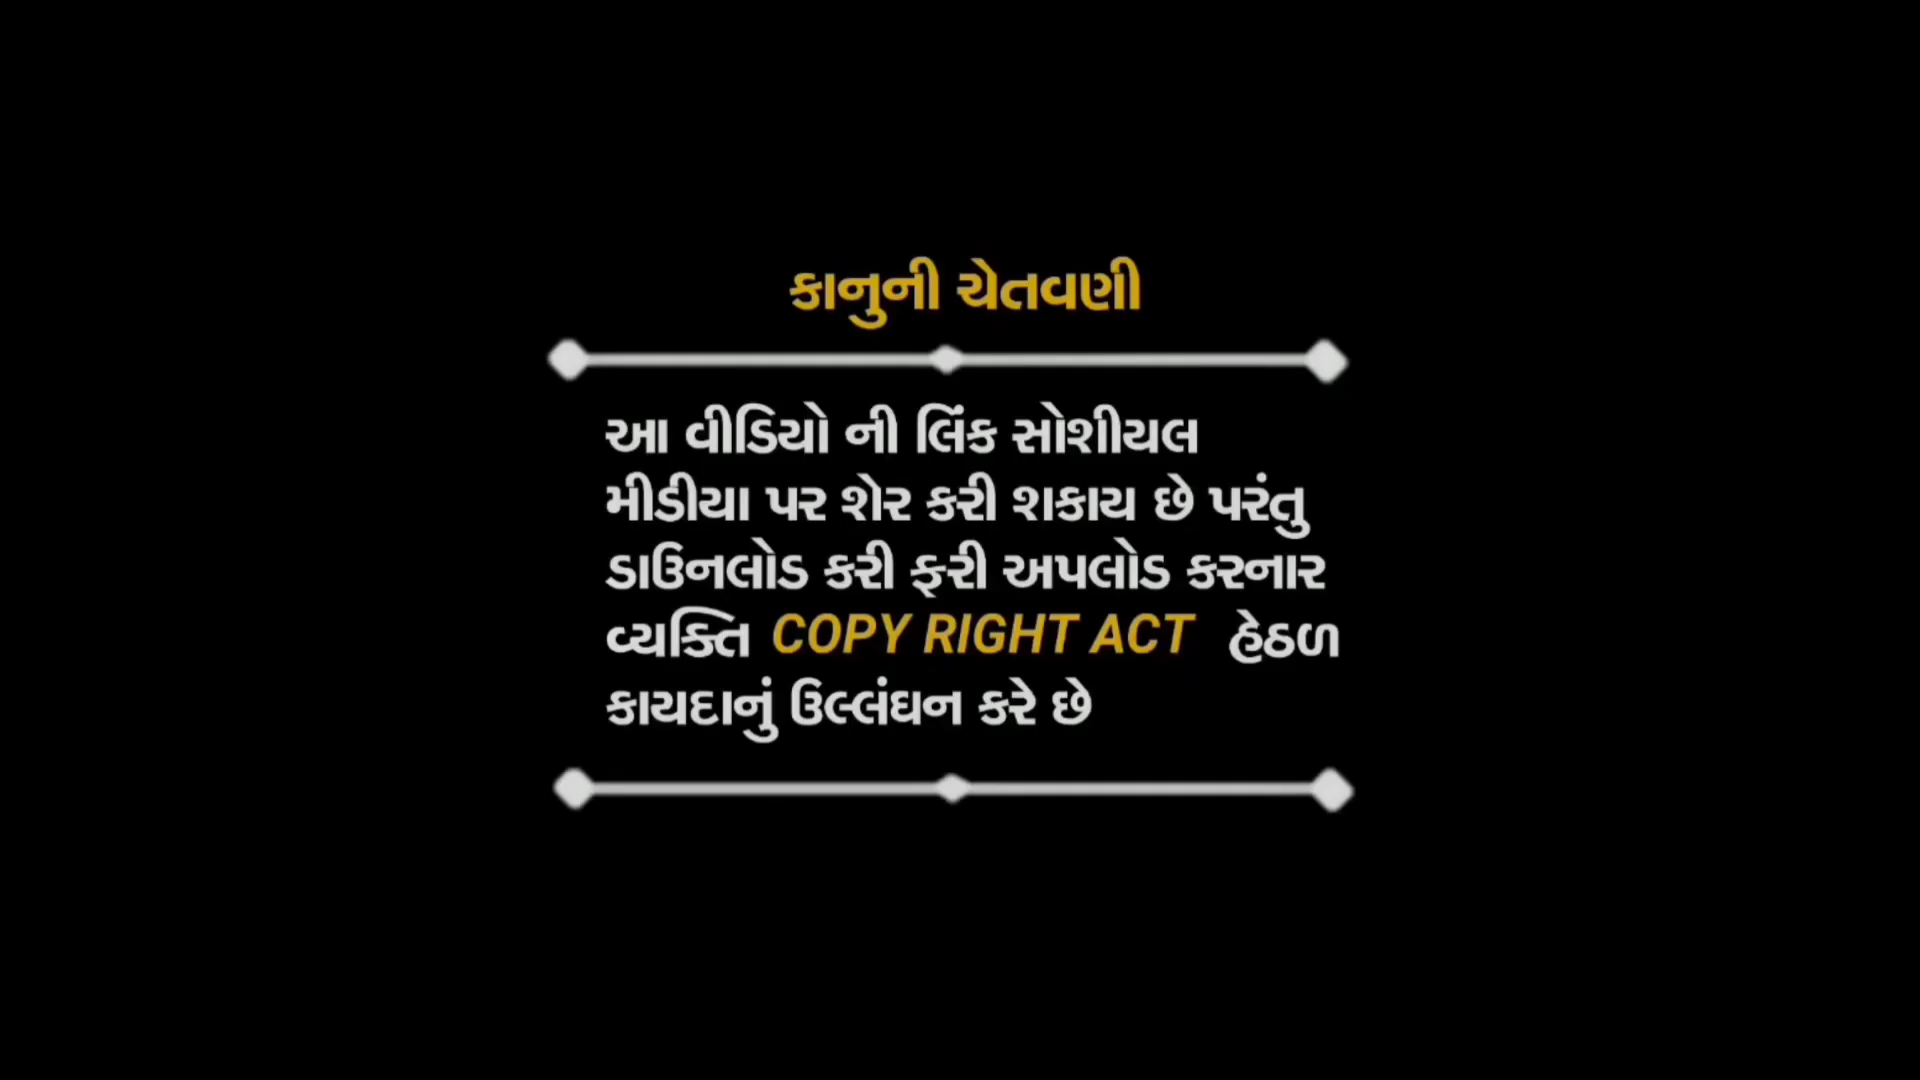 કાનુની ચેતવણી
આ વીડિયો ની લિંક સોશીયલ
મીડીયા પર શેર કરી શકાય છે પરંતુ
ડાઉનલોડ કરી ફરી અપલોડ કરનાર
વ્યક્તિ COPY RIGHT ACT હેઠળ
કાયદાનું ઉલ્લંઘન કરે છે